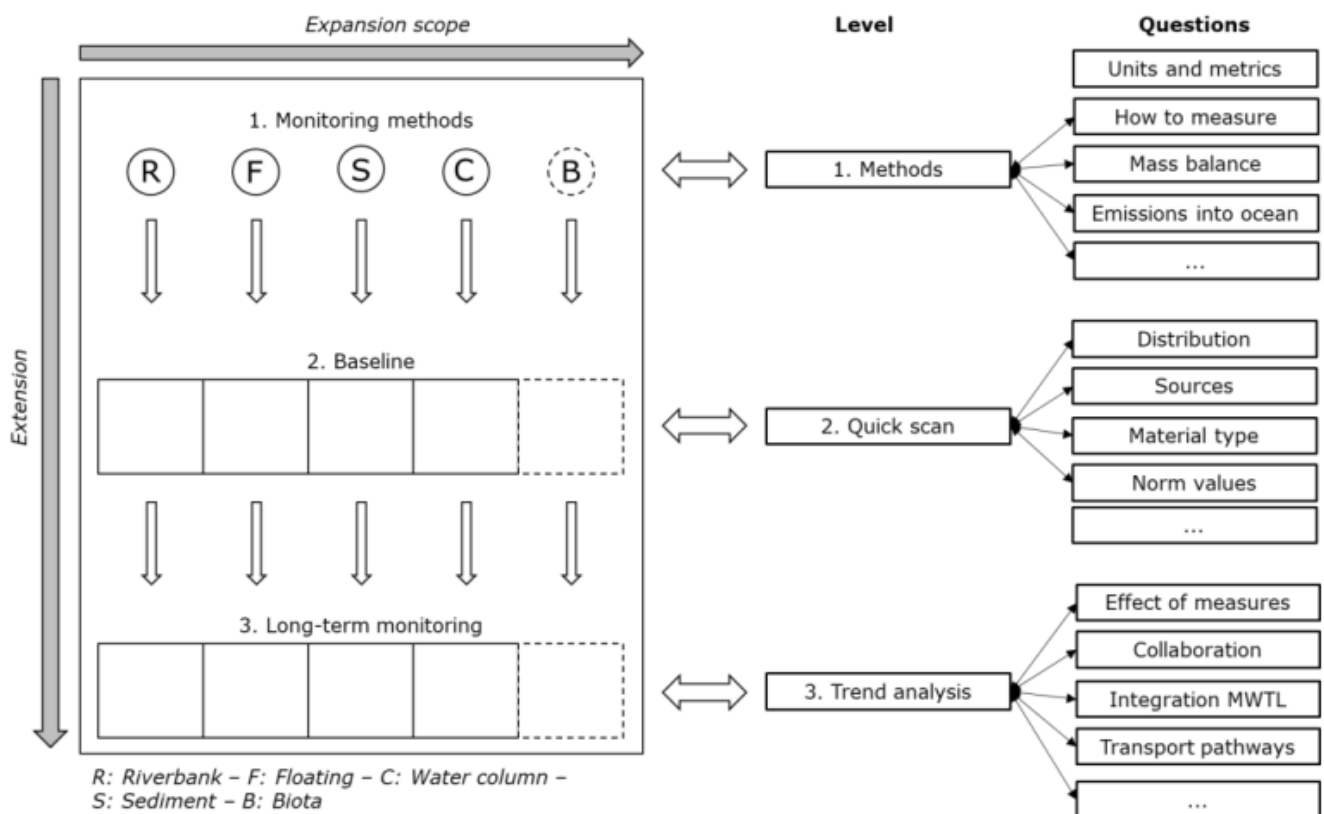 Expansion scope
Level
Questions
Extension
1. Monitoring methods
R
F
S
C
B
1. Methods
Units and metrics
How to measure
Mass balance
Emissions into ocean
...
2. Baseline
2. Quick scan
Distribution
Sources
Material type
Norm values
...
3. Long-term monitoring
3. Trend analysis
Effect of measures
Collaboration
Integration MWTL
Transport pathways
...
R: Riverbank – F: Floating – C: Water column –
S: Sediment – B: Biota